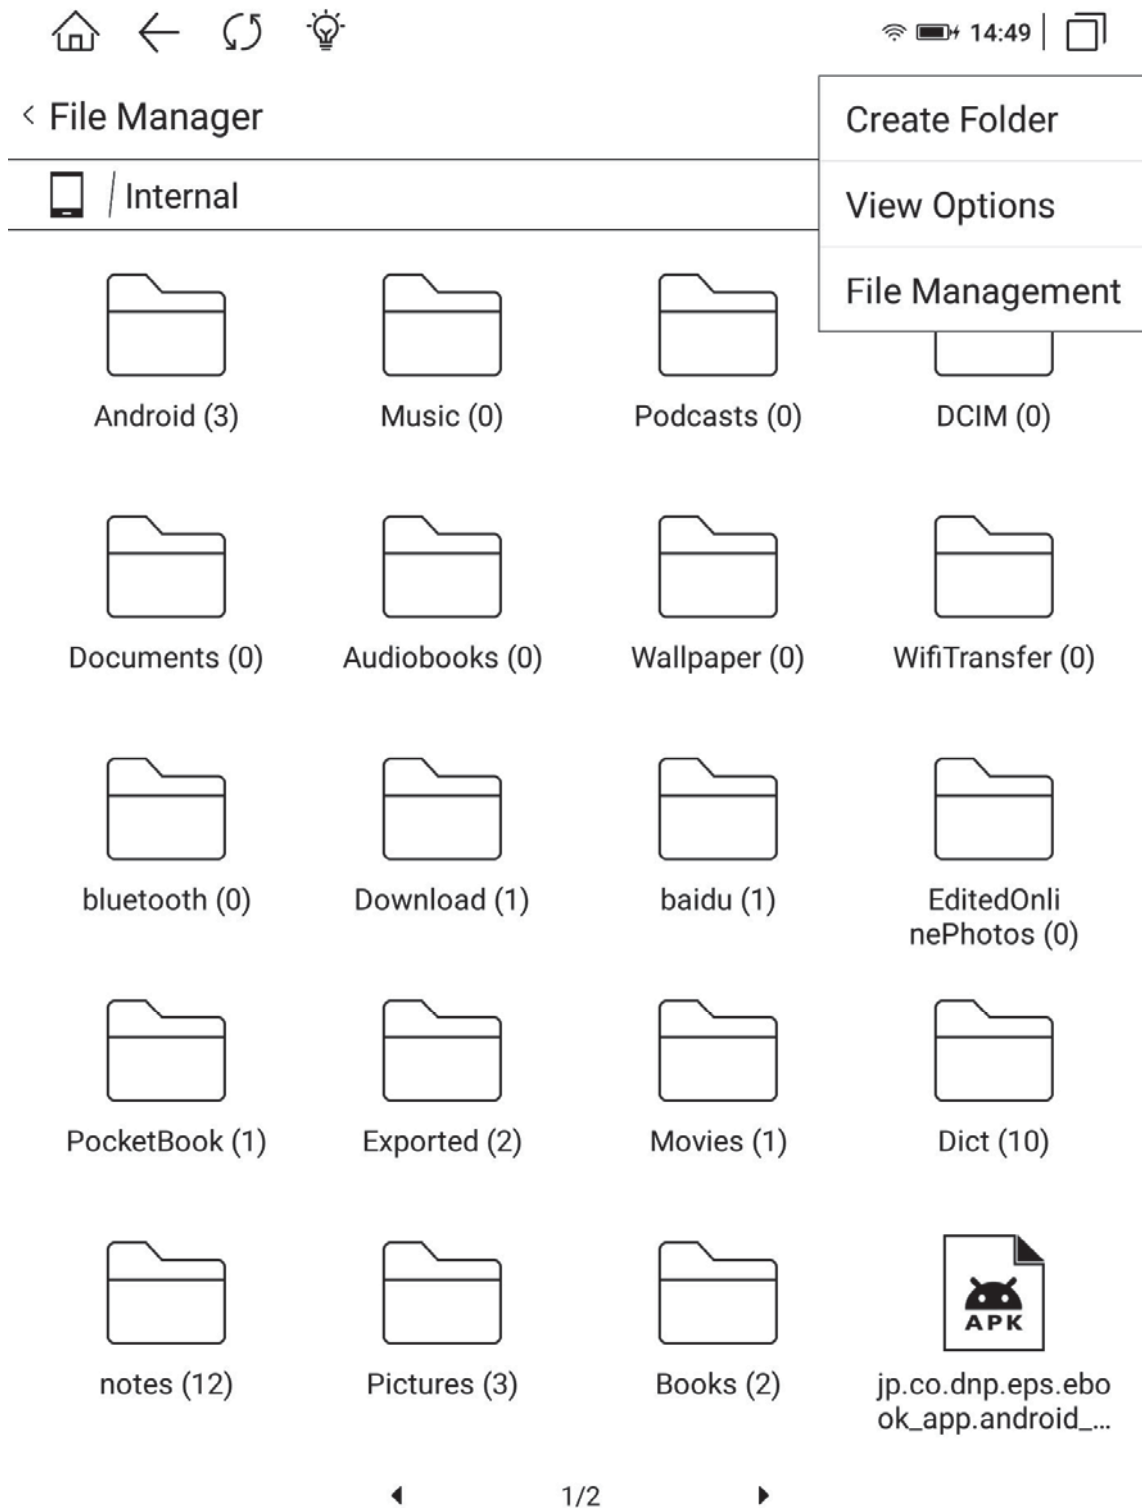 14:49
File Manager
Create Folder
Internal
View Options
File Management
Android (3)
Music (0)
Podcasts (0)
DCIM (0)
Documents (0)
Audiobooks (0)
Wallpaper (0)
WifiTransfer (0)
bluetooth (0)
Download (1)
baidu (1)
EditedOnli
nePhotos (0)
PocketBook (1)
Exported (2)
Movies (1)
Dict (10)
APK
notes (12)
Pictures (3)
Books (2)
jp.co.dnp.eps.ebo
ok_app.android_...
1/2